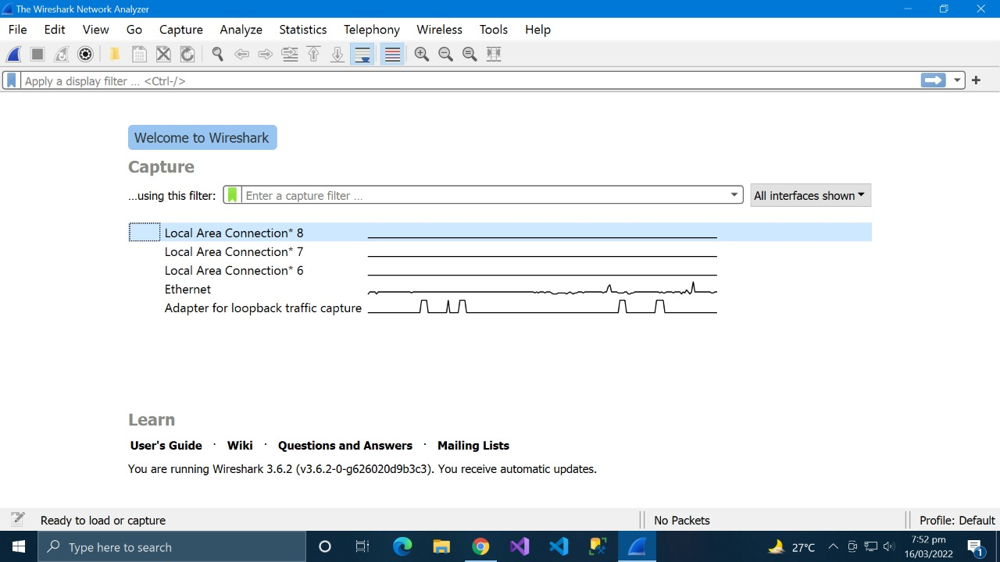 The Wireshark Network Analyzer
File Edit View Go Capture Analyze Statistics Telephony Wireless Tools Help
Apply a display filter ... <Ctrl-/>
Welcome to Wireshark
Capture
...using this filter: Enter a capture filter ... All interfaces shown
Local Area Connection* 8
Local Area Connection* 7
Local Area Connection* 6
Ethernet
Adapter for loopback traffic capture
Learn
User's Guide · Wiki · Questions and Answers · Mailing Lists
You are running Wireshark 3.6.2 (v3.6.2-0-g626020d9b3c3). You receive automatic updates.
Ready to load or capture No Packets Profile: Default
Type here to search 27°C 7:52 pm 1
16/03/2022